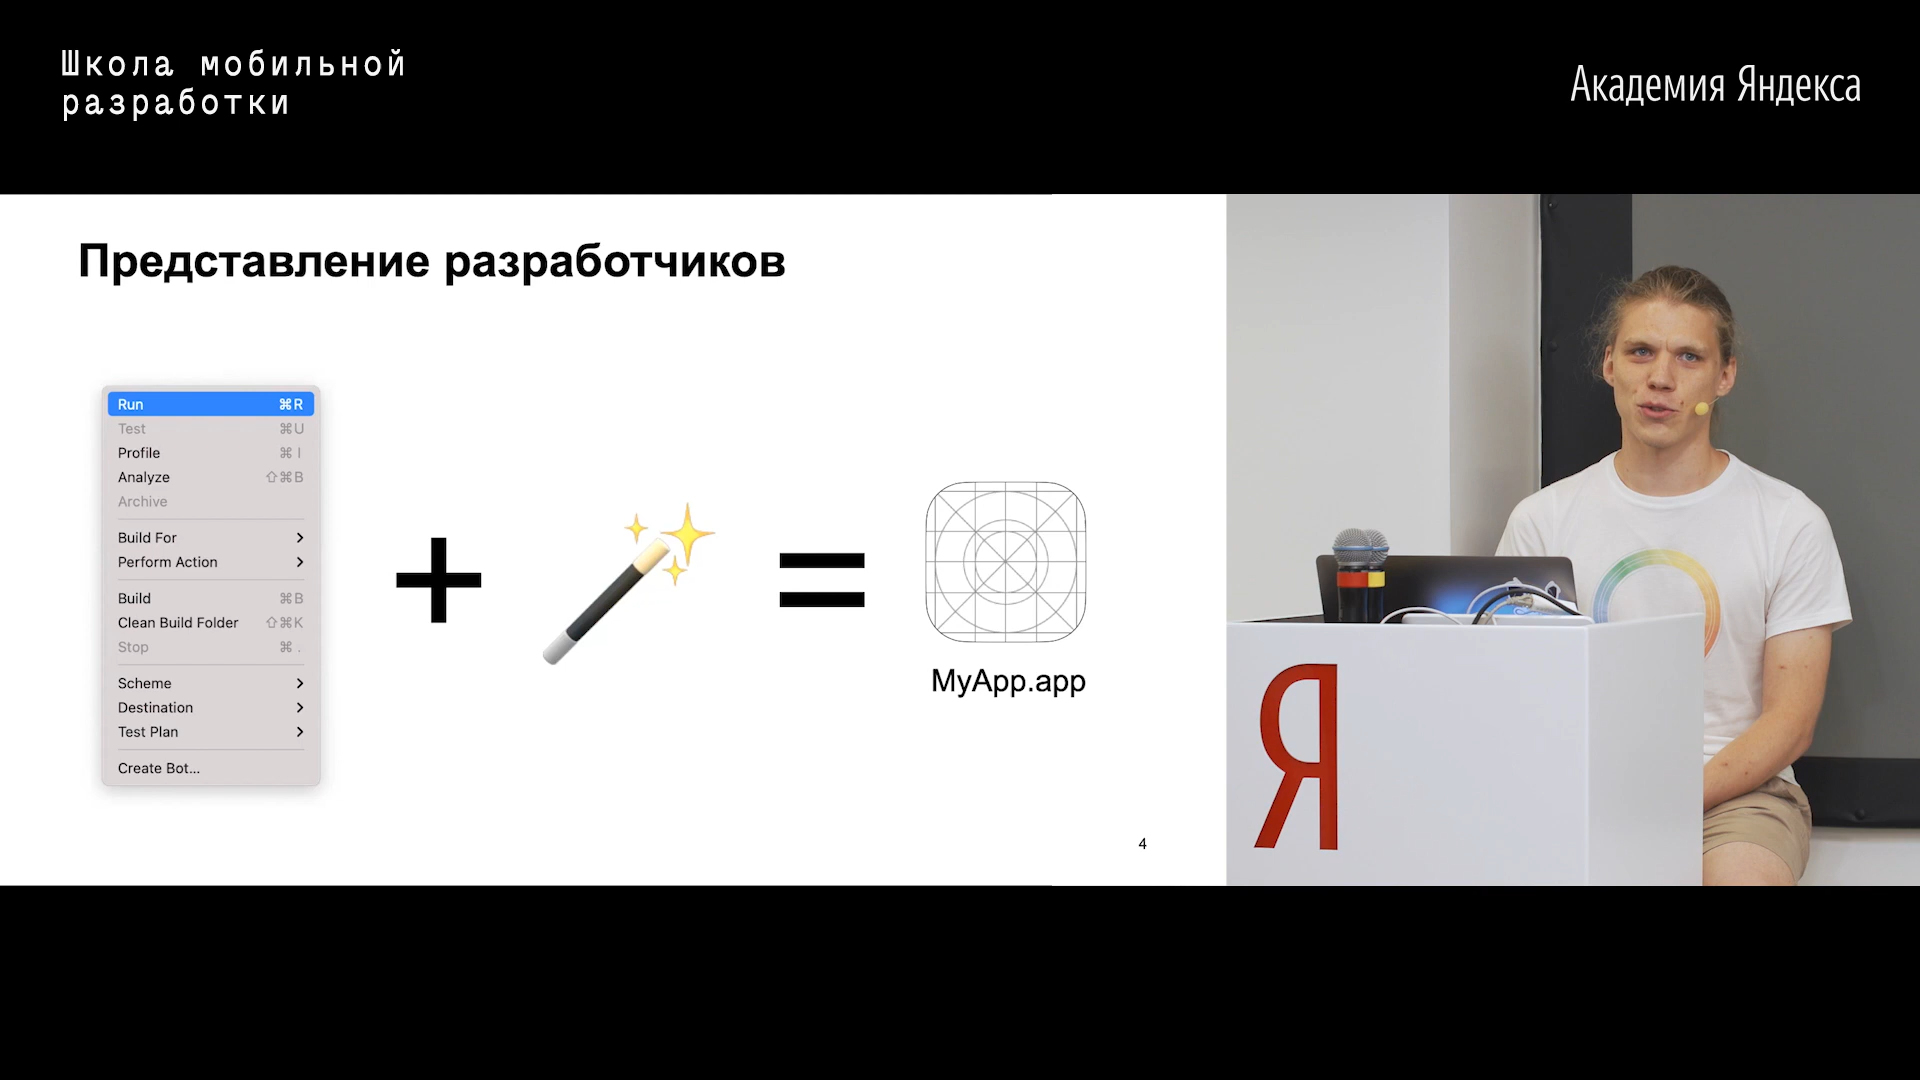 Школа мобильной
разработки
Академия Яндекса
Представление разработчиков
Run ⌘R
Test ⌘U
Profile ⌘I
Analyze ⇧⌘B
Archive
Build For
Perform Action
Build ⌘B
Clean Build Folder ⇧⌘K
Stop ⌘.
Scheme
Destination
Test Plan
Create Bot...
+
=
MyApp.app
4
Я